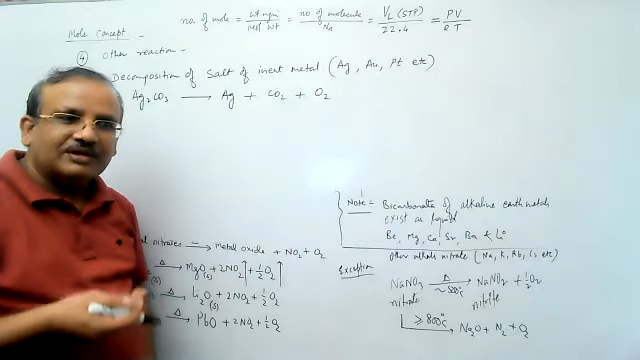 Mole Concept -
no. of mole = wt ngm / mol wt = no. of molecule / NA = VL (STP) / 22.4 = PV / RT
④ Other reaction -
Decomposition of Salt of inert metal. (Ag, Au, Pt etc)
Ag2CO3 ⟶ Ag + CO2 + O2
Note:- Bicarbonate of alkaline earth metals
exist as liquid
Be, Mg, Ca, Sr, Ba & Li
nitrates ⟶ Metal oxide + NO2 + O2
Other alkali nitrate (Na, K, Rb, Cs etc)
Exception
Δ⟶ MgO(s) + 2NO2↑ + 1/2 O2↑
(s) Δ⟶ Li2O(s) + 2NO2 + 1/2 O2
Δ⟶ PbO + 2NO2 + 1/2 O2
NaNO3 Δ⟶ ~500°C NaNO2 + 1/2 O2
nitrate nitrite
≥ 800°C ⟶ Na2O + N2 + O2